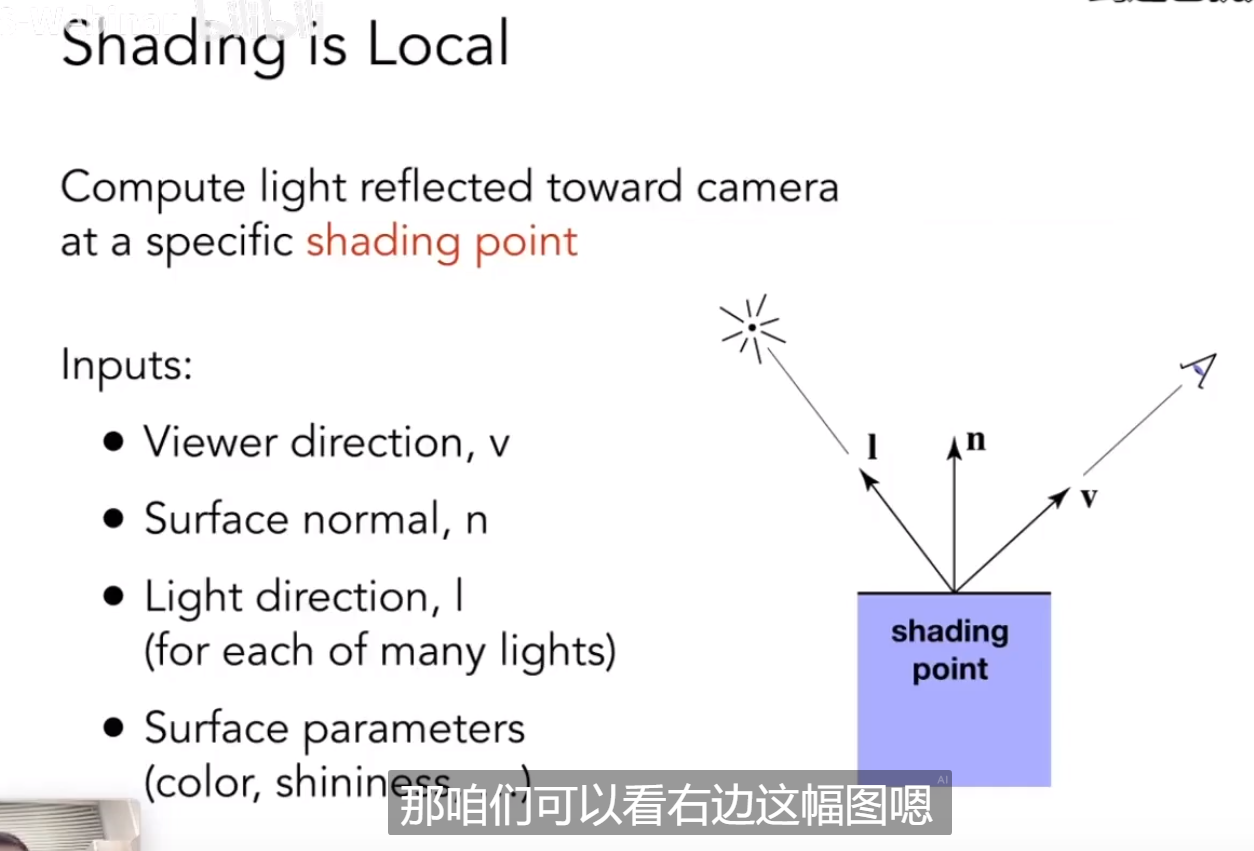 Shading is Local
Compute light reflected toward camera
at a specific shading point
Inputs:
● Viewer direction, v
● Surface normal, n
● Light direction, l
(for each of many lights)
● Surface parameters
(color, shininess, …)
l
n
v
shading
point
AI
那咱们可以看右边这幅图嗯